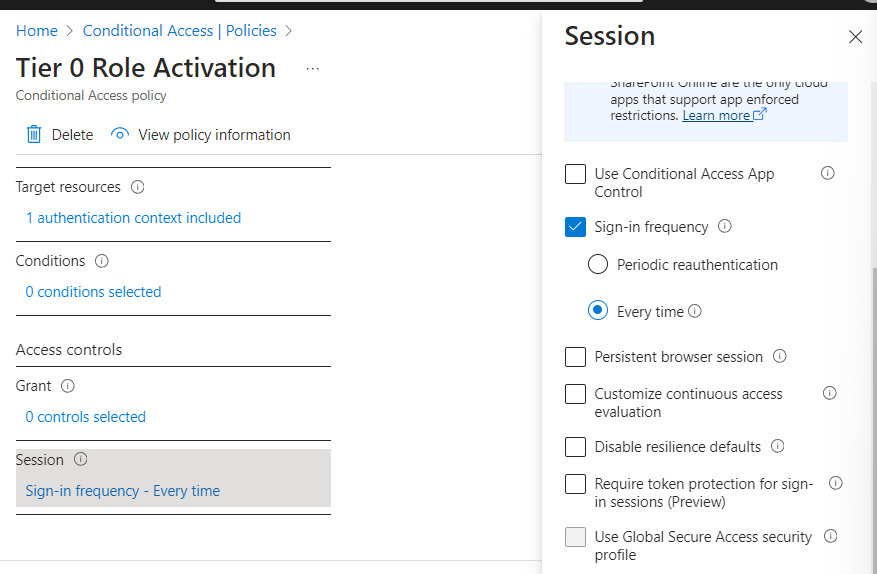 Home > Conditional Access | Policies >
Tier 0 Role Activation ...
Conditional Access policy
Delete View policy information
Target resources
1 authentication context included
Conditions
0 conditions selected
Access controls
Grant
0 controls selected
Session
Sign-in frequency - Every time
Session
SharePoint Online are the only cloud
apps that support app enforced
restrictions. Learn more
Use Conditional Access App
Control
Sign-in frequency
Periodic reauthentication
Every time
Persistent browser session
Customize continuous access
evaluation
Disable resilience defaults
Require token protection for sign-
in sessions (Preview)
Use Global Secure Access security
profile